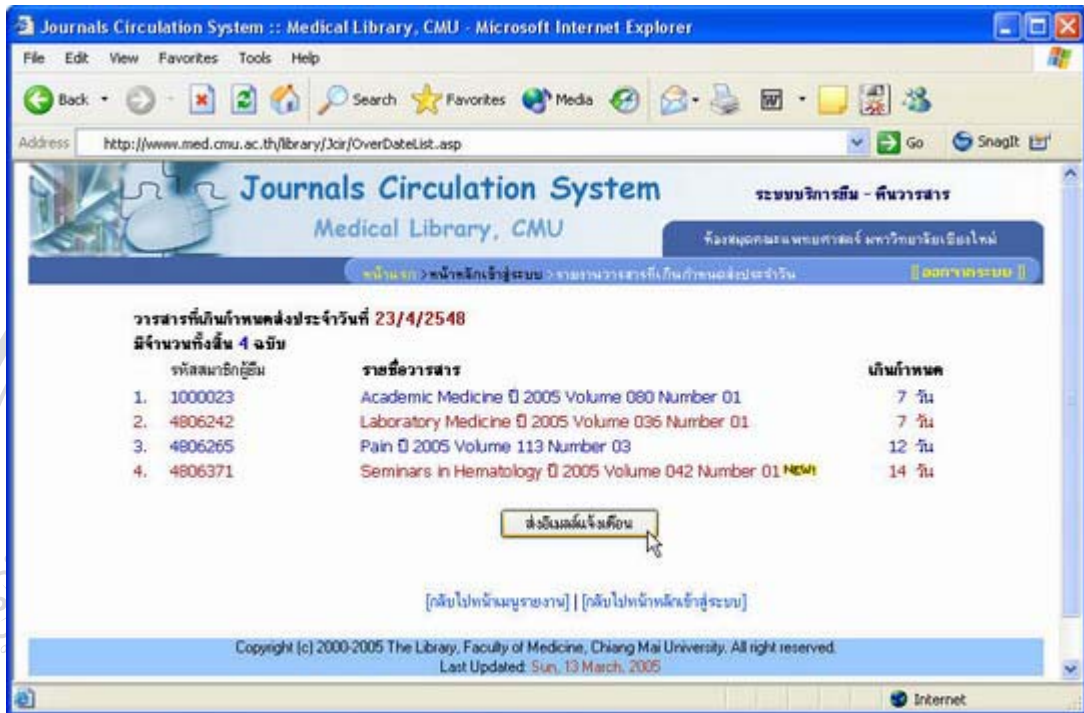 Journals Circulation System :: Medical Library, CMU - Microsoft Internet Explorer
File Edit View Favorites Tools Help
Back Search Favorites Media
Address http://www.med.cmu.ac.th/library/Jcir/OverDateList.asp Go SnagIt
Journals Circulation System
ระบบบริการยืม - คืนวารสาร
Medical Library, CMU
ห้องสมุดคณะแพทยศาสตร์ มหาวิทยาลัยเชียงใหม่
หน้าแรก > หน้าหลักเข้าสู่ระบบ > รายงานวารสารที่เกินกำหนดส่งประจำวัน [[ ออกจากระบบ ]]
วารสารที่เกินกำหนดส่งประจำวันที่ 23/4/2548
มีจำนวนทั้งสิ้น 4 ฉบับ
รหัสสมาชิกผู้ยืม รายชื่อวารสาร เกินกำหนด
1. 1000023 Academic Medicine ปี 2005 Volume 080 Number 01 7 วัน
2. 4806242 Laboratory Medicine ปี 2005 Volume 036 Number 01 7 วัน
3. 4806265 Pain ปี 2005 Volume 113 Number 03 12 วัน
4. 4806371 Seminars in Hematology ปี 2005 Volume 042 Number 01 NEW! 14 วัน
ส่งอีเมลล์แจ้งเตือน
[กลับไปหน้าเมนูรายงาน] | [กลับไปหน้าหลักเข้าสู่ระบบ]
Copyright (c) 2000-2005 The Library, Faculty of Medicine, Chiang Mai University. All right reserved.
Last Updated: Sun, 13 March, 2005
Internet